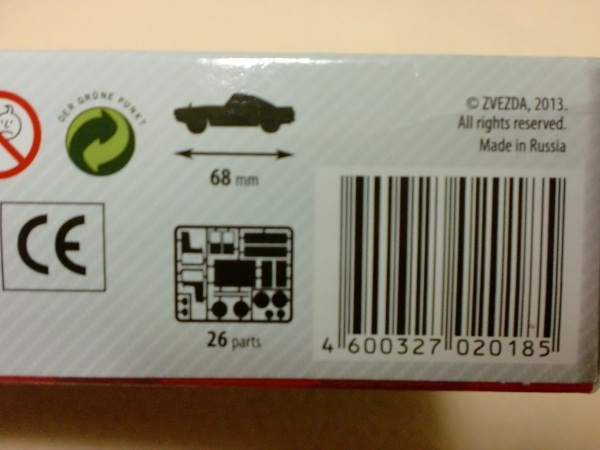 DER GRÜNE PUNKT
© ZVEZDA, 2013.
All rights reserved.
Made in Russia
68 mm
CE
26 parts
4 600327 020185